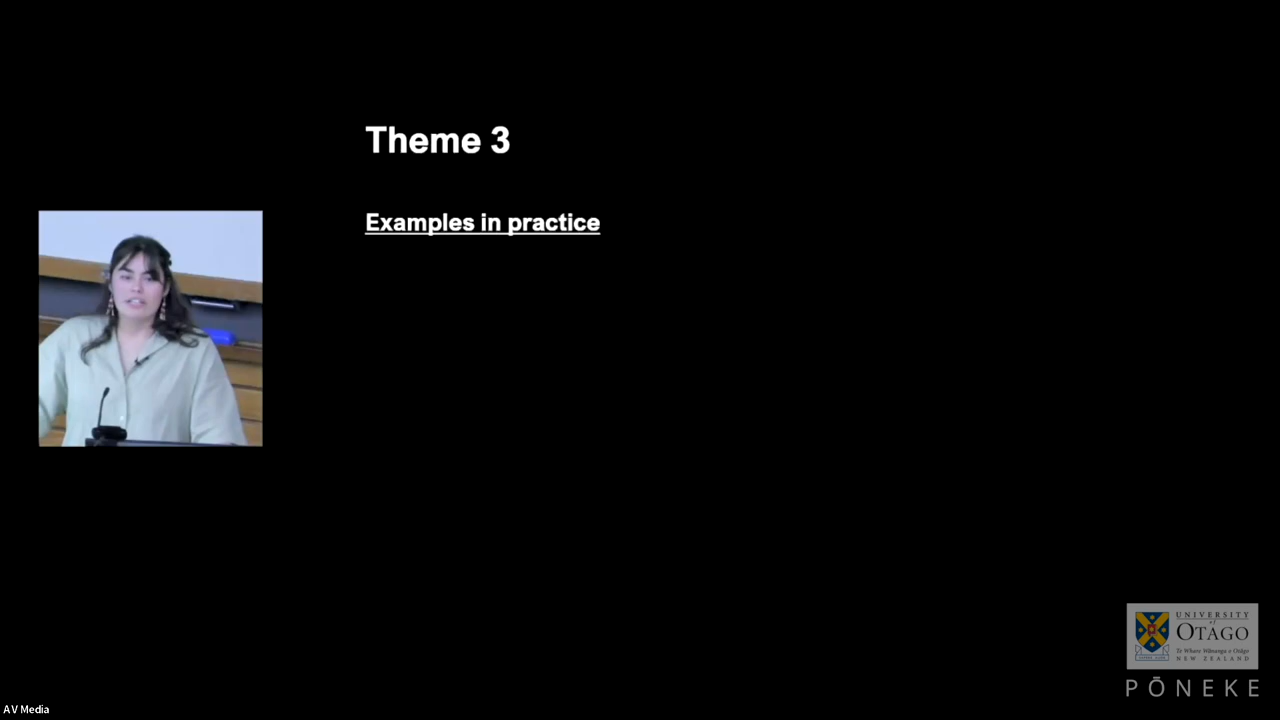 Theme 3
Examples in practice
UNIVERSITY
of
OTAGO
Te Whare Wānanga o Otāgo
NEW ZEALAND
PŌNEKE
AV Media